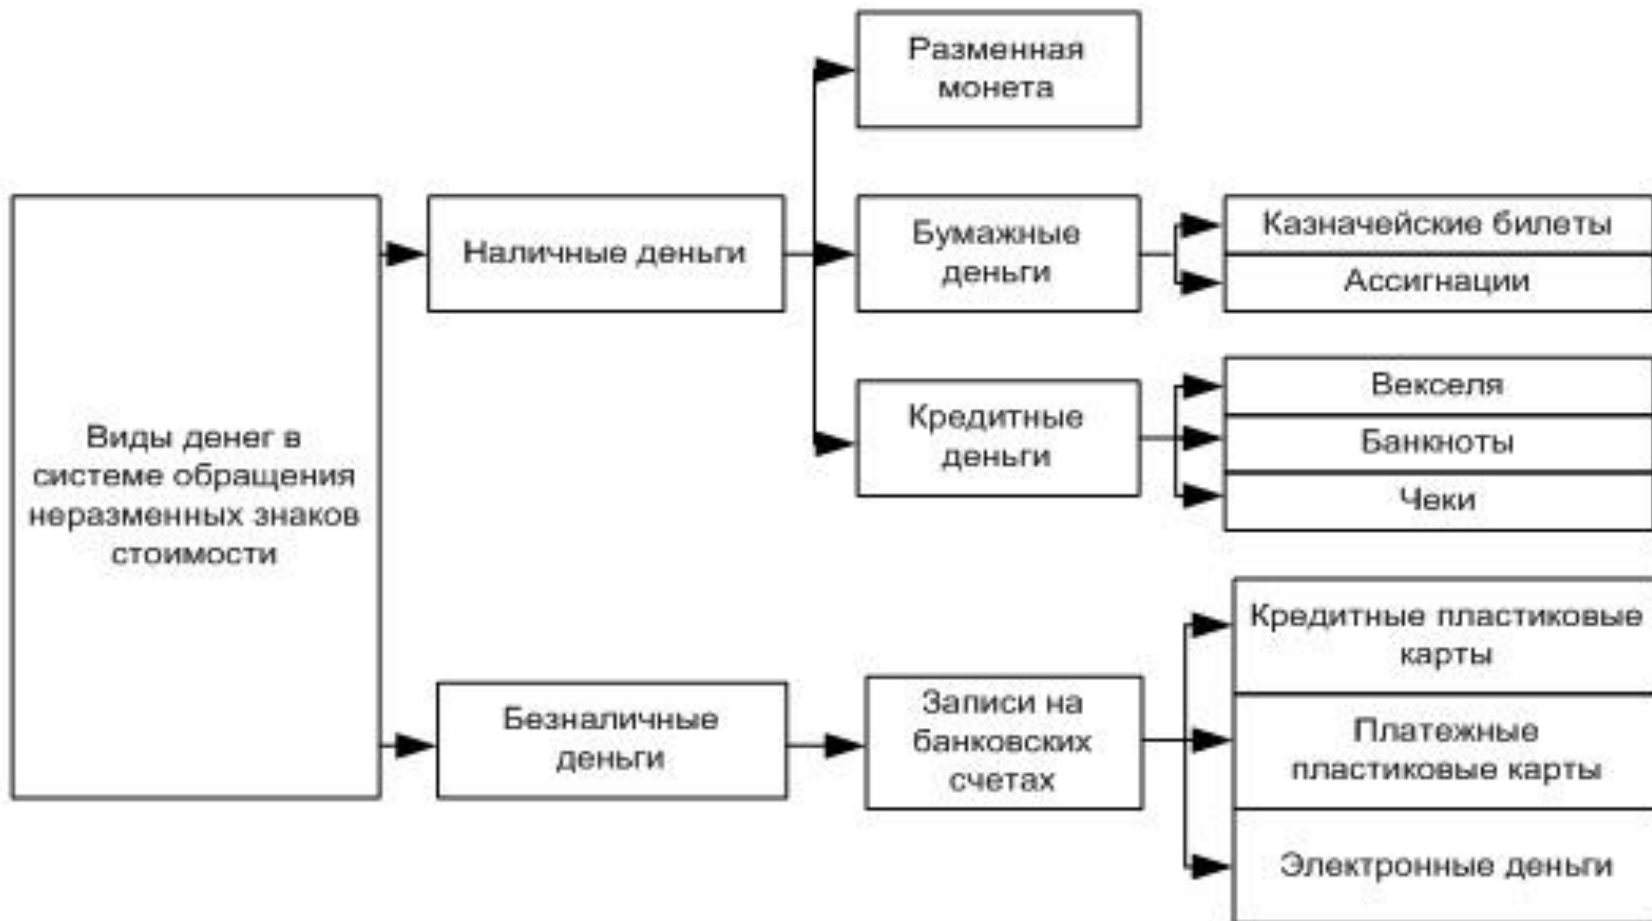 Разменная
монета
Наличные деньги
Бумажные
деньги
Казначейские билеты
Ассигнации
Виды денег в
системе обращения
неразменных знаков
стоимости
Кредитные
деньги
Векселя
Банкноты
Чеки
Безналичные
деньги
Записи на
банковских
счетах
Кредитные пластиковые
карты
Платежные
пластиковые карты
Электронные деньги